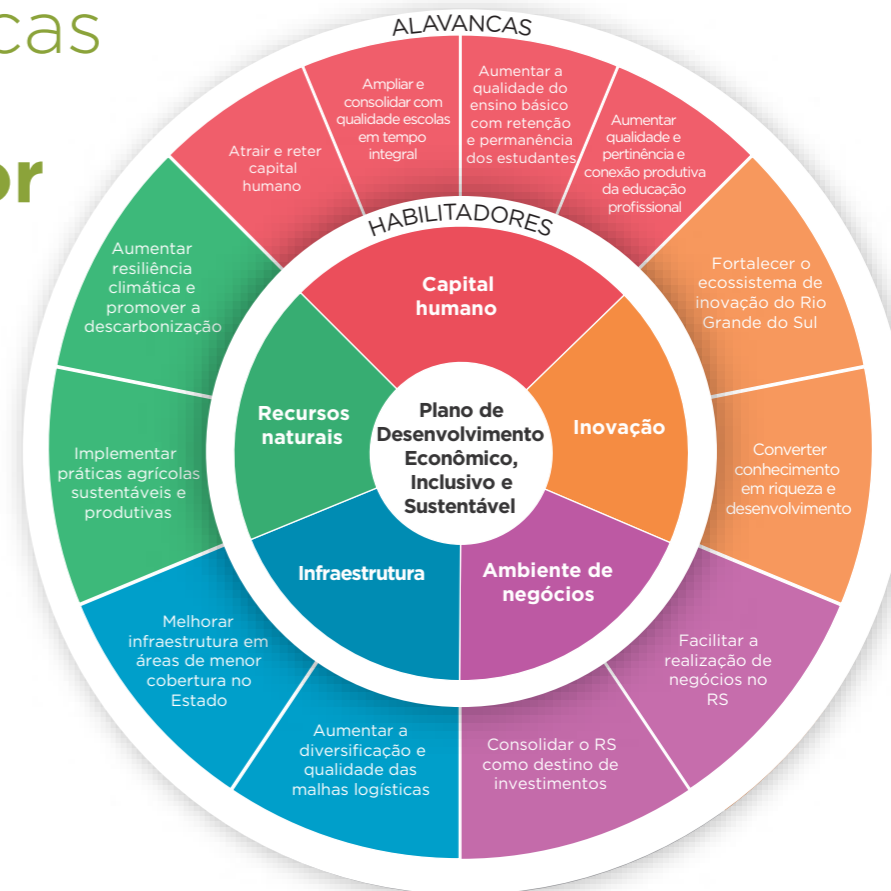 cas
or
ALAVANCAS
Atrair e reter
capital
humano
Ampliar e
consolidar com
qualidade escolas
em tempo
integral
Aumentar a
qualidade do
ensino básico
com retenção
e permanência
dos estudantes
Aumentar
qualidade e
pertinência e
conexão produtiva
da educação
profissional
Fortalecer o
ecossistema de
inovação do Rio
Grande do Sul
Converter
conhecimento
em riqueza e
desenvolvimento
Facilitar a
realização de
negócios no
RS
Consolidar o RS
como destino de
investimentos
Aumentar a
diversificação e
qualidade das
malhas logísticas
Melhorar
infraestrutura em
áreas de menor
cobertura no
Estado
Implementar
práticas agrícolas
sustentáveis e
produtivas
Aumentar
resiliência
climática e
promover a
descarbonização
HABILITADORES
Capital
humano
Inovação
Ambiente de
negócios
Infraestrutura
Recursos
naturais
Plano de
Desenvolvimento
Econômico,
Inclusivo e
Sustentável